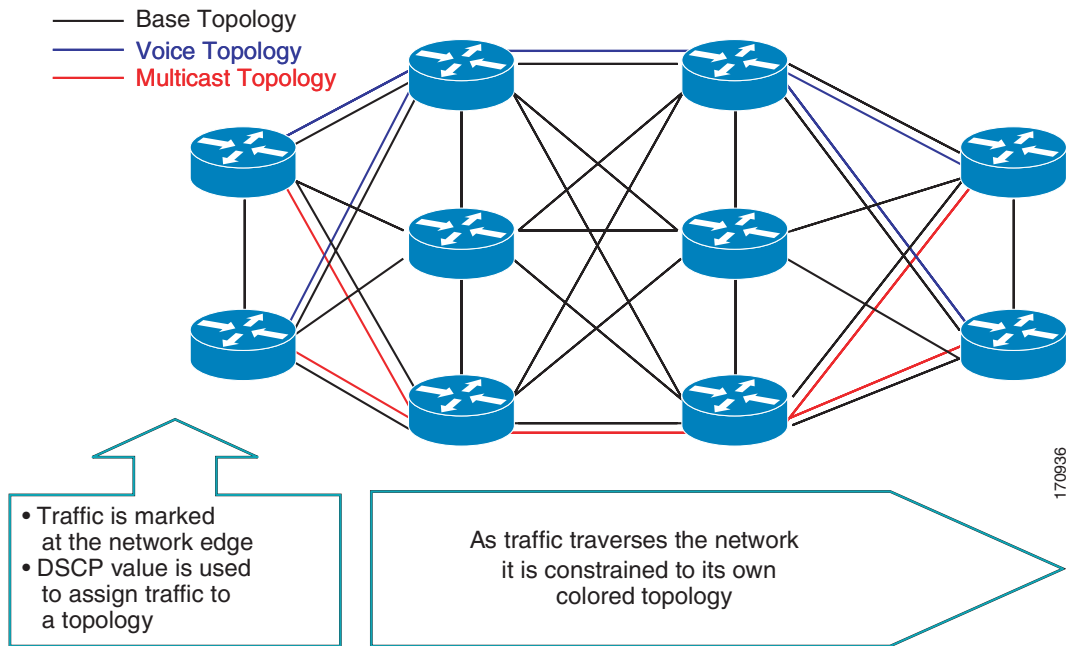 Base Topology
Voice Topology
Multicast Topology
170936
• Traffic is marked
at the network edge
• DSCP value is used
to assign traffic to
a topology
As traffic traverses the network
it is constrained to its own
colored topology